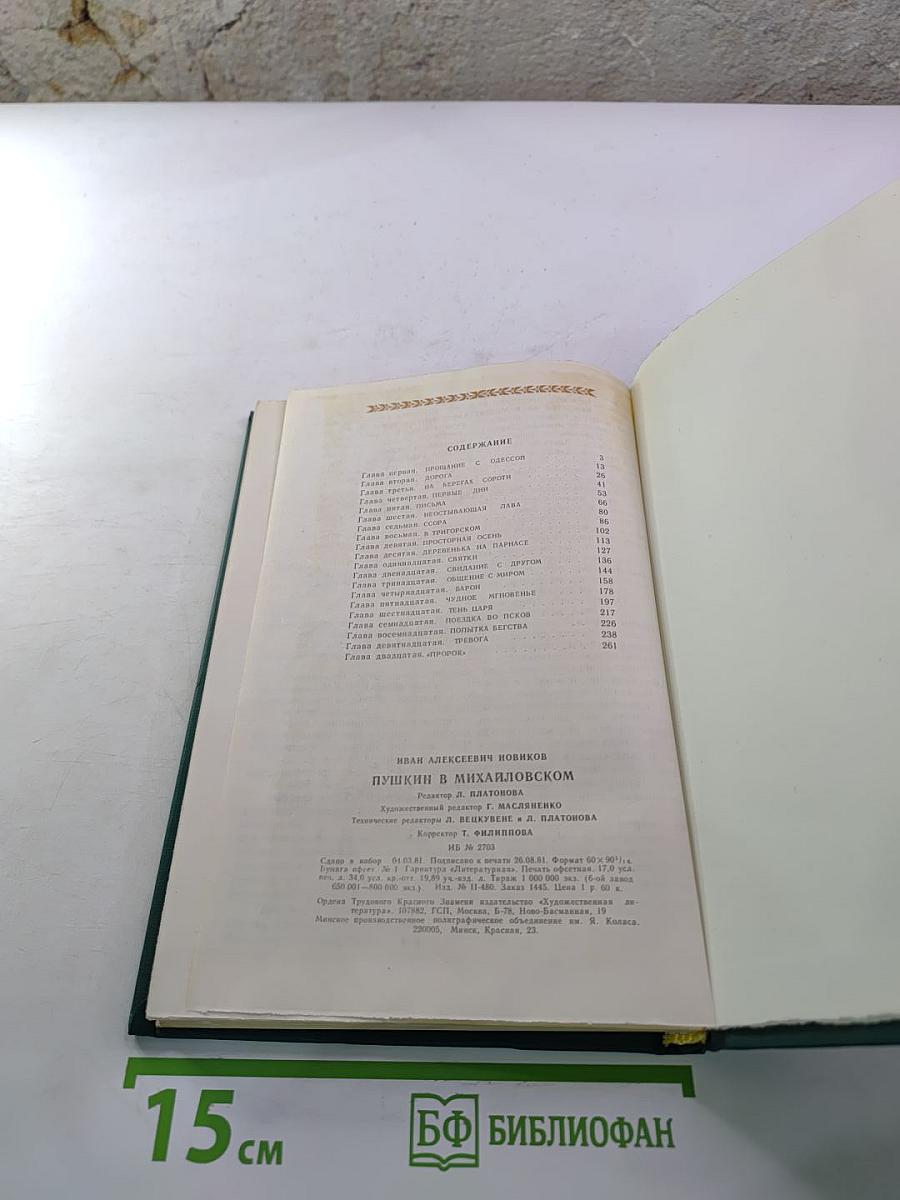 СОДЕРЖАНИЕ
Глава первая. ПРОЩАНИЕ С ОДЕССОЙ 3
Глава вторая. ДОРОГА 13
Глава третья. НА БЕРЕГАХ СОРОТИ 26
Глава четвертая. ПЕРВЫЕ ДНИ 41
Глава пятая. ПИСЬМА 53
Глава шестая. НЕОСТЫВАЮЩАЯ ЛАВА 66
Глава седьмая. ССОРА 80
Глава восьмая. В ТРИГОРСКОМ 86
Глава девятая. ПРОСТОРНАЯ ОСЕНЬ 102
Глава десятая. ДЕРЕВЕНЬКА НА ПАРНАСЕ 113
Глава одиннадцатая. СВЯТКИ 127
Глава двенадцатая. СВИДАНИЕ С ДРУГОМ 136
Глава тринадцатая. ОБЩЕНИЕ С МИРОМ 144
Глава четырнадцатая. БАРОН 158
Глава пятнадцатая. ЧУДНОЕ МГНОВЕНЬЕ 178
Глава шестнадцатая. ТЕНЬ ЦАРЯ 197
Глава семнадцатая. ПОЕЗДКА ВО ПСКОВ 217
Глава восемнадцатая. ПОПЫТКА БЕГСТВА 226
Глава девятнадцатая. ТРЕВОГА 238
Глава двадцатая. «ПРОРОК» 261
ИВАН АЛЕКСЕЕВИЧ НОВИКОВ
ПУШКИН В МИХАЙЛОВСКОМ
Редактор Л. ПЛАТОНОВА
Художественный редактор Г. МАСЛЯНЕНКО
Технические редакторы Л. ВЕЦКУВЕНЕ и Л. ПЛАТОНОВА
Корректор Т. ФИЛИППОВА
ИБ № 2703
Сдано в набор 04.03.81. Подписано к печати 26.08.81. Формат 60×90¹/₁₆.
Бумага офсет. № 1 Гарнитура «Литературная». Печать офсетная. 17,0 усл.
печ. л. 34,0 усл. кр.-отт. 19,89 уч.-изд. л. Тираж 1 000 000 экз. (6-ой завод
650 001—800 000 экз.) Изд. № II-480. Заказ 1445. Цена 1 р. 60 к.
Ордена Трудового Красного Знамени издательство «Художественная ли-
тература». 107882, ГСП, Москва, Б-78, Ново-Басманная, 19
Минское производственное полиграфическое объединение им. Я. Коласа.
220005, Минск, Красная, 23.
15 см
БФ БИБЛИОФАН